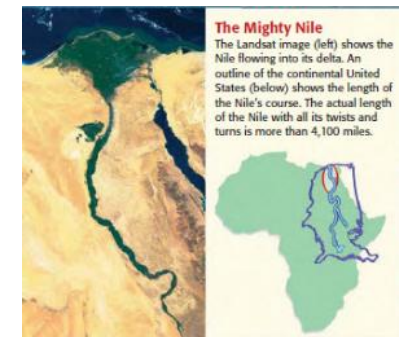 The Mighty Nile
The Landsat image (left) shows the
Nile flowing into its delta. An
outline of the continental United
States (below) shows the length of
the Nile's course. The actual length
of the Nile with all its twists and
turns is more than 4,100 miles.